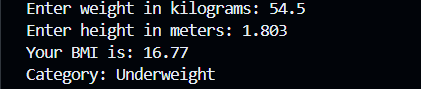 Enter weight in kilograms: 54.5
Enter height in meters: 1.803
Your BMI is: 16.77
Category: Underweight